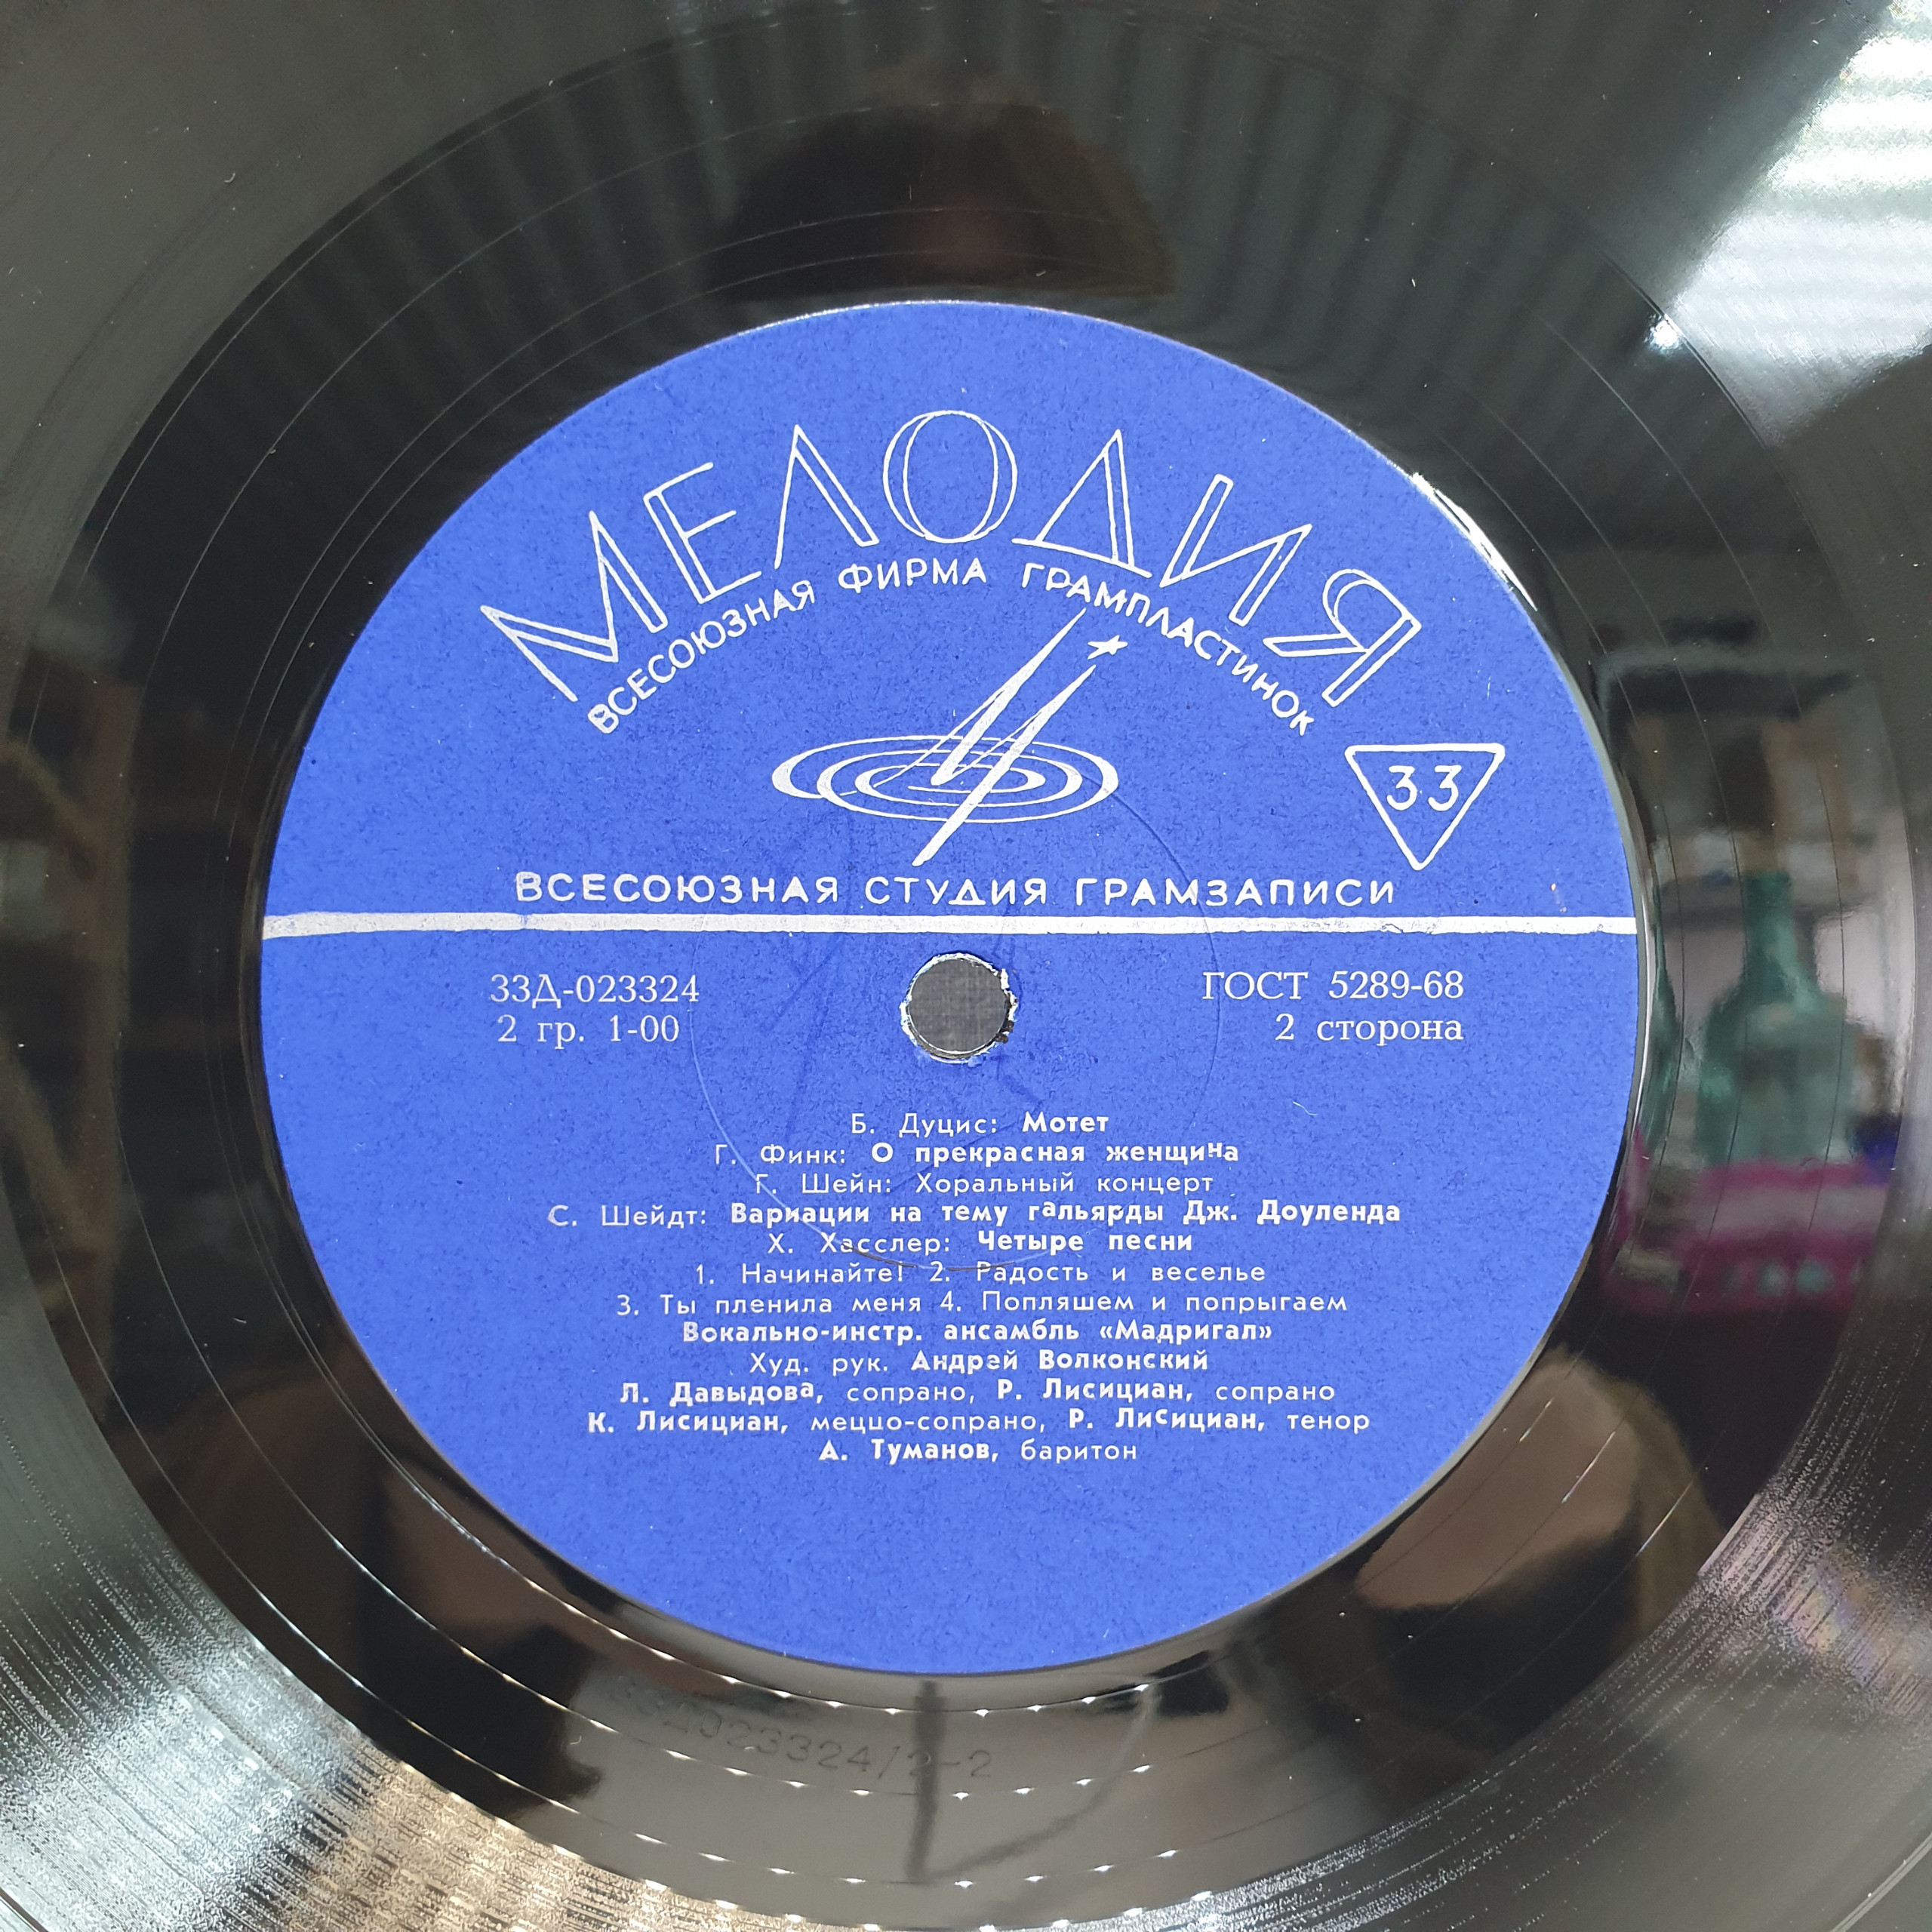 МЕЛОДИЯ
ВСЕСОЮЗНАЯ ФИРМА ГРАМПЛАСТИНОК
33
ВСЕСОЮЗНАЯ СТУДИЯ ГРАМЗАПИСИ
33Д-023324
ГОСТ 5289-68
2 гр. 1-00
2 сторона
Б. Дуцис: Мотет
Г. Финк: О прекрасная женщина
Г. Шейн: Хоральный концерт
С. Шейдт: Вариации на тему гальярды Дж. Доуленда
Х. Хасслер: Четыре песни
1. Начинайте! 2. Радость и веселье
3. Ты пленила меня 4. Попляшем и попрыгаем
Вокально-инстр. ансамбль «Мадригал»
Худ. рук. Андрей Волконский
Л. Давыдова, сопрано, Р. Лисициан, сопрано
К. Лисициан, меццо-сопрано, Р. Лисициан, тенор
А. Туманов, баритон